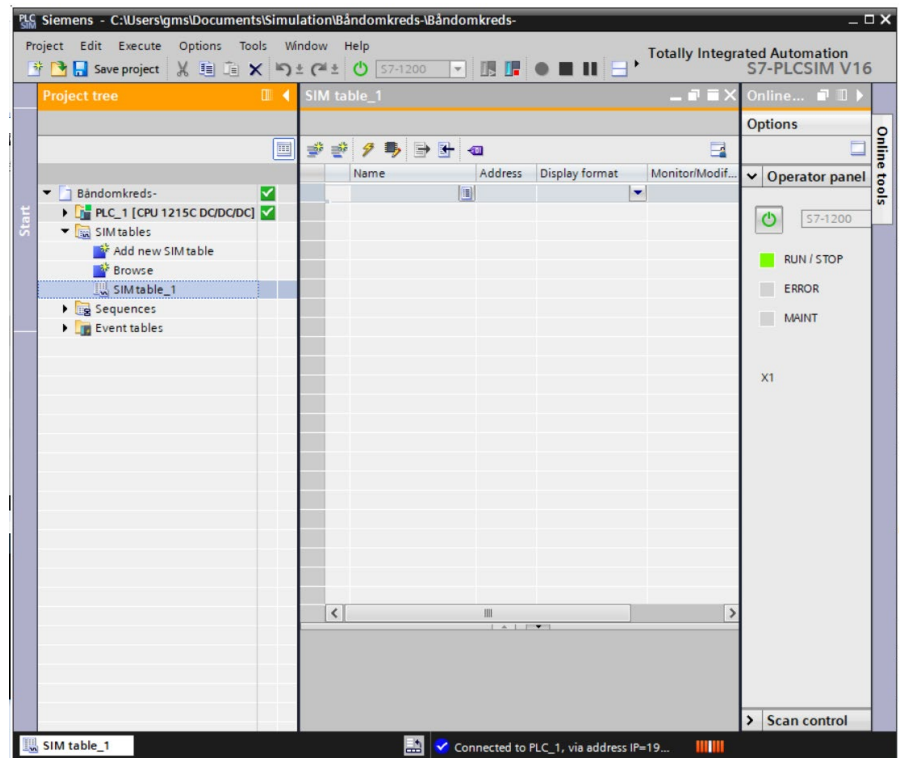 Siemens - C:\Users\gms\Documents\Simulation\Båndomkreds-\Båndomkreds-
Project Edit Execute Options Tools Window Help
Totally Integrated Automation
S7-PLCSIM V16
Save project
S7-1200
Project tree
SIM table_1
Online...
Options
Name Address Display format Monitor/Modif...
Operator panel
Båndomkreds-
PLC_1 [CPU 1215C DC/DC/DC]
SIM tables
Add new SIM table
Browse
SIM table_1
Sequences
Event tables
S7-1200
RUN / STOP
ERROR
MAINT
X1
Scan control
Start
Online tools
SIM table_1
Connected to PLC_1, via address IP=19...
PLC
SIM